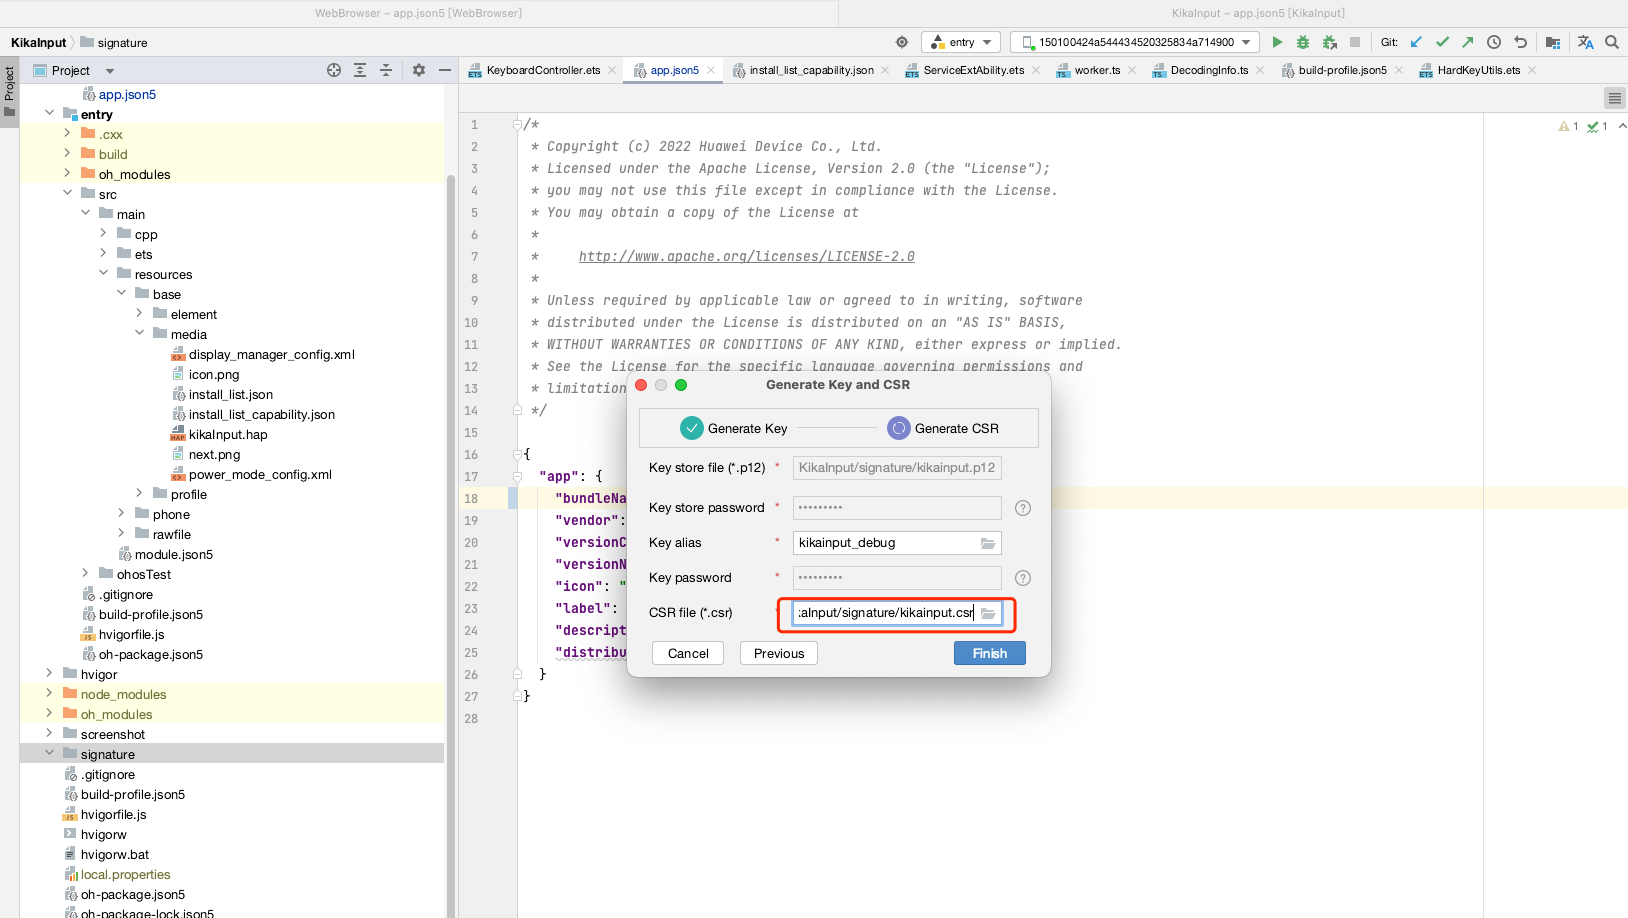 WebBrowser – app.json5 [WebBrowser]
KikaInput – app.json5 [KikaInput]
KikaInput
signature
entry
150100424a544434520325834a714900
Git:
Project
Project
KeyboardController.ets
app.json5
install_list_capability.json
ServiceExtAbility.ets
worker.ts
DecodingInfo.ts
build-profile.json5
HardKeyUtils.ets
app.json5
entry
.cxx
build
oh_modules
src
main
cpp
ets
resources
base
element
media
display_manager_config.xml
icon.png
install_list.json
install_list_capability.json
kikaInput.hap
next.png
power_mode_config.xml
profile
phone
rawfile
module.json5
ohosTest
.gitignore
build-profile.json5
hvigorfile.js
oh-package.json5
hvigor
node_modules
oh_modules
screenshot
signature
.gitignore
build-profile.json5
hvigorfile.js
hvigorw
hvigorw.bat
local.properties
oh-package.json5
oh-package-lock.json5
1 1
1 /*
2 * Copyright (c) 2022 Huawei Device Co., Ltd.
3 * Licensed under the Apache License, Version 2.0 (the "License");
4 * you may not use this file except in compliance with the License.
5 * You may obtain a copy of the License at
6 *
7 * http://www.apache.org/licenses/LICENSE-2.0
8 *
9 * Unless required by applicable law or agreed to in writing, software
10 * distributed under the License is distributed on an "AS IS" BASIS,
11 * WITHOUT WARRANTIES OR CONDITIONS OF ANY KIND, either express or implied.
12 * See the License for the specific language governing permissions and
13 * limitation
14 */
15
16 {
17 "app": {
18 "bundleNa
19 "vendor":
20 "versionC
21 "versionN
22 "icon": "
23 "label":
24 "descript
25 "distribu
26 }
27 }
28
Generate Key and CSR
Generate Key
Generate CSR
Key store file (*.p12) * KikaInput/signature/kikainput.p12
Key store password * ••••••••• ?
Key alias * kikainput_debug
Key password * ••••••••• ?
CSR file (*.csr) aInput/signature/kikainput.csr
Cancel
Previous
Finish